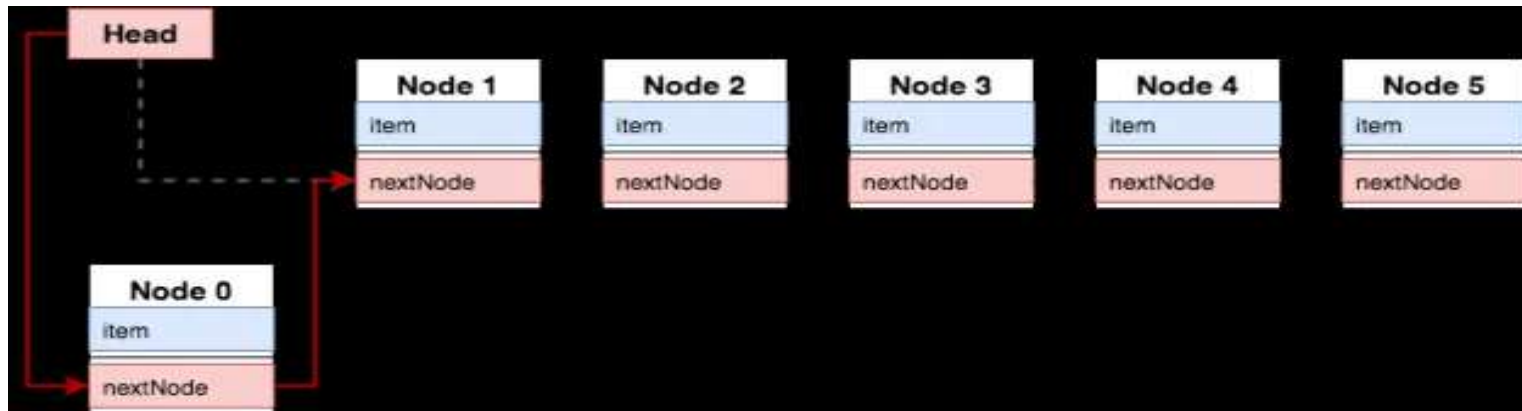 Head
Node 1
item
nextNode
Node 2
item
nextNode
Node 3
item
nextNode
Node 4
item
nextNode
Node 5
item
nextNode
Node 0
item
nextNode